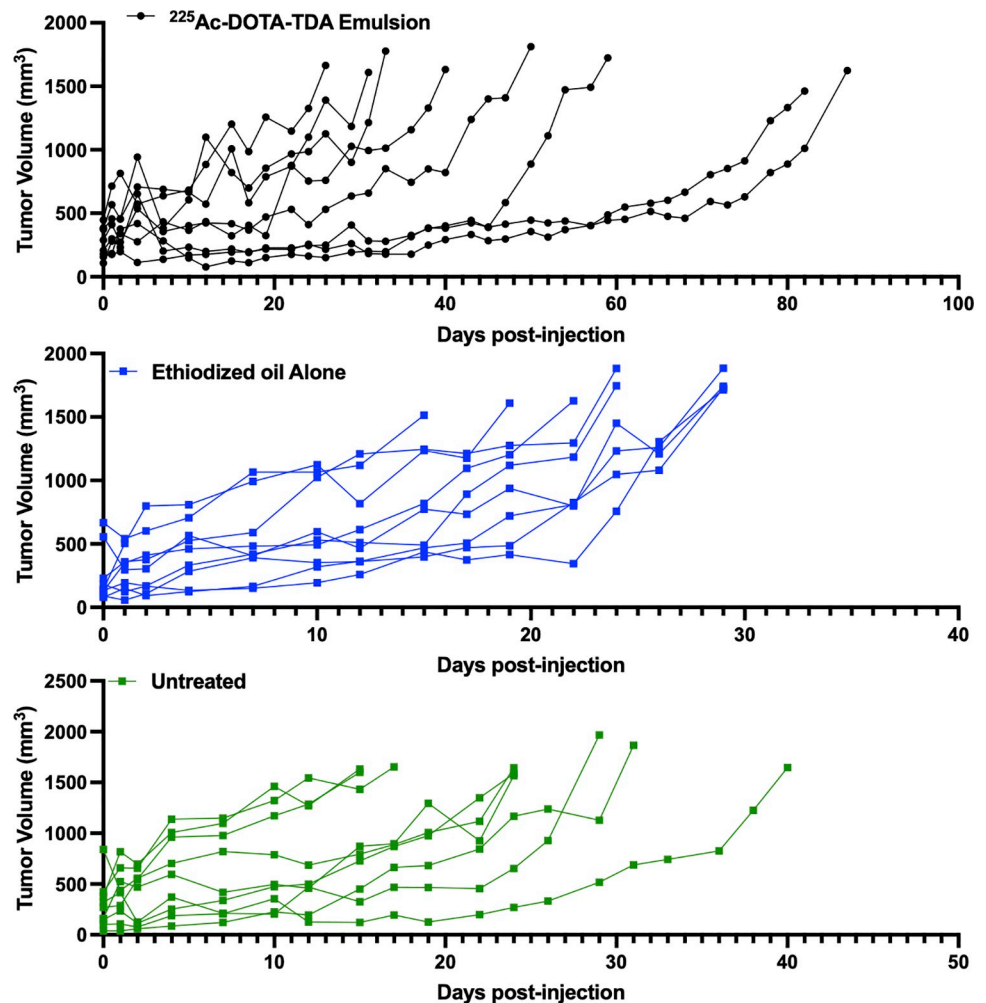 ²²⁵Ac-DOTA-TDA Emulsion
Tumor Volume (mm³)
2000
1500
1000
500
0
0 20 40 60 80 100
Days post-injection
Ethiodized oil Alone
Tumor Volume (mm³)
2000
1500
1000
500
0
0 10 20 30 40
Days post-injection
Untreated
Tumor Volume (mm³)
2500
2000
1500
1000
500
0
0 10 20 30 40 50
Days post-injection